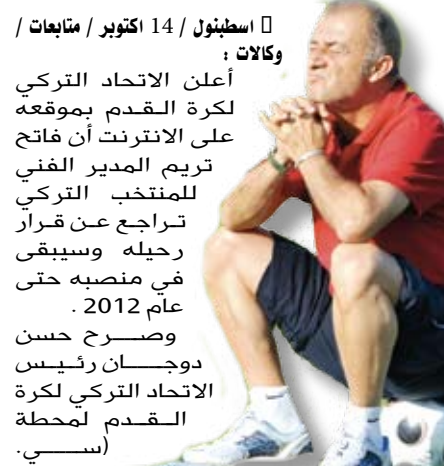 اسطنبول / 14 اكتوبر / متابعات /
وكالات :
أعلن الاتحاد التركي
لكرة القدم بموقعه
على الانترنت أن فاتح
تريم المدير الفني
للمنتخب التركي
تراجع عن قرار
رحيله وسيبقى
في منصبه حتى
عام 2012 .
وصرح حسن
دوجان رئيس
الاتحاد التركي لكرة
القدم لمحطة
(سي.